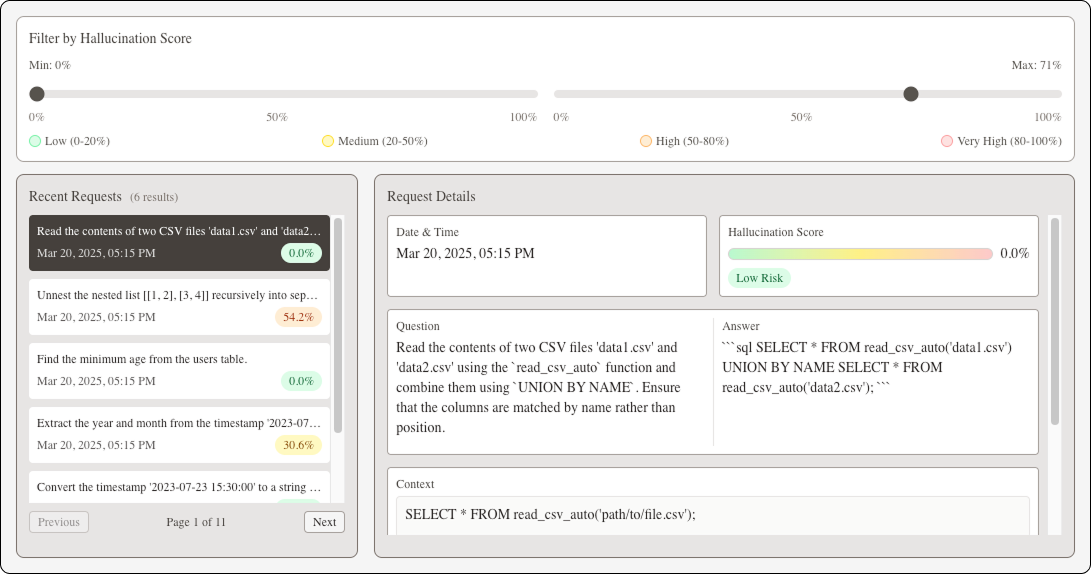 Filter by Hallucination Score
Min: 0%
Max: 71%
0%
50%
100%
0%
50%
100%
Low (0-20%)
Medium (20-50%)
High (50-80%)
Very High (80-100%)
Recent Requests (6 results)
Read the contents of two CSV files 'data1.csv' and 'data2...
Mar 20, 2025, 05:15 PM
0.0%
Unnest the nested list [[1, 2], [3, 4]] recursively into sep...
Mar 20, 2025, 05:15 PM
54.2%
Find the minimum age from the users table.
Mar 20, 2025, 05:15 PM
0.0%
Extract the year and month from the timestamp '2023-07...
Mar 20, 2025, 05:15 PM
30.6%
Convert the timestamp '2023-07-23 15:30:00' to a string ...
Previous
Page 1 of 11
Next
Request Details
Date & Time
Mar 20, 2025, 05:15 PM
Hallucination Score
0.0%
Low Risk
Question
Read the contents of two CSV files 'data1.csv' and
'data2.csv' using the `read_csv_auto` function and
combine them using `UNION BY NAME`. Ensure
that the columns are matched by name rather than
position.
Answer
```sql SELECT * FROM read_csv_auto('data1.csv')
UNION BY NAME SELECT * FROM
read_csv_auto('data2.csv'); ```
Context
SELECT * FROM read_csv_auto('path/to/file.csv');